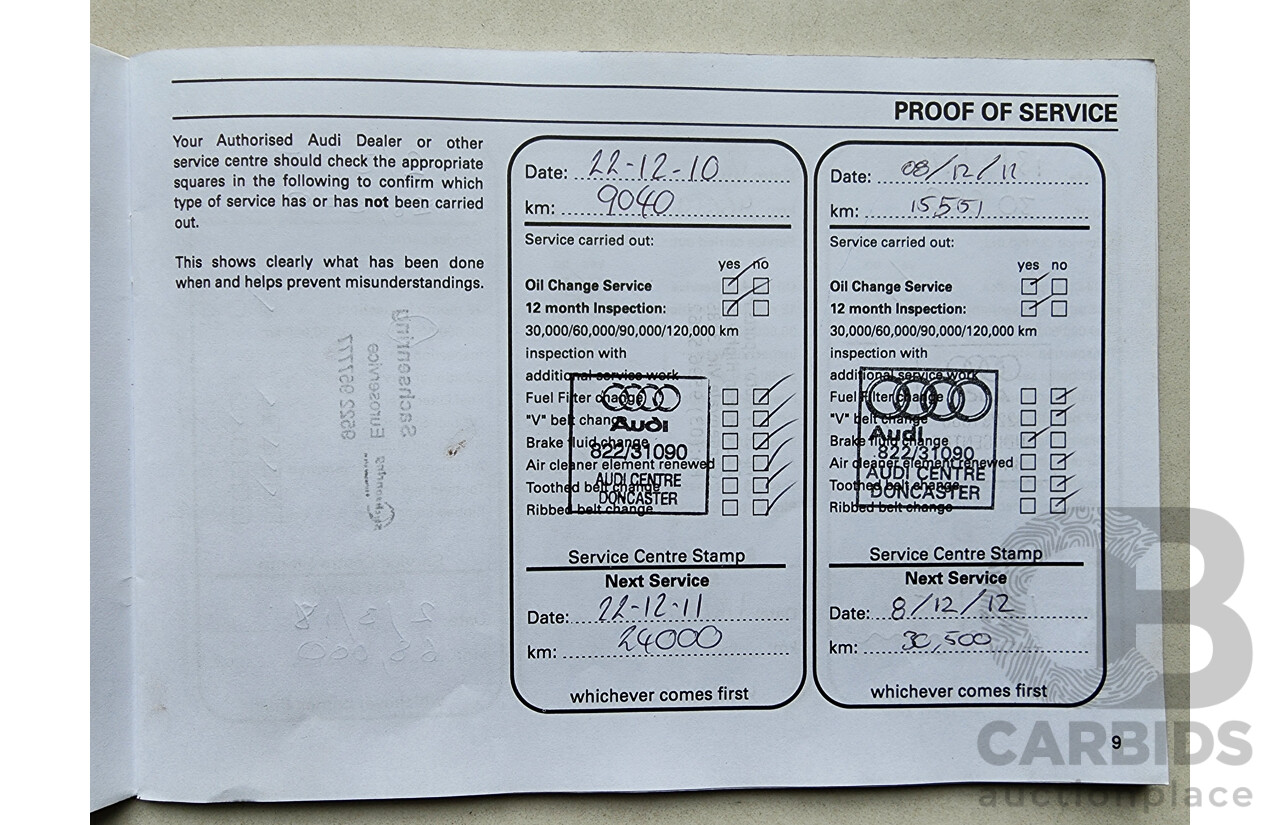 PROOF OF SERVICE
Your Authorised Audi Dealer or other
service centre should check the appropriate
squares in the following to confirm which
type of service has or has not been carried
out.
This shows clearly what has been done
when and helps prevent misunderstandings.
Date: 22-12-10
km: 9040
Service carried out:
yes no
Oil Change Service
12 month Inspection:
30,000/60,000/90,000/120,000 km
inspection with
additional service work
Fuel Filter change
"V" belt change
Brake fluid change
Air cleaner element renewed
Toothed belt change
Ribbed belt change
Audi
822/31090
AUDI CENTRE
DONCASTER
Service Centre Stamp
Next Service
Date: 22-12-11
km: 24000
whichever comes first
Date: 08/12/11
km: 15551
Service carried out:
yes no
Oil Change Service
12 month Inspection:
30,000/60,000/90,000/120,000 km
inspection with
additional service work
Fuel Filter change
"V" belt change
Brake fluid change
Air cleaner element renewed
Toothed belt change
Ribbed belt change
Audi
822/31090
AUDI CENTRE
DONCASTER
Service Centre Stamp
Next Service
Date: 8/12/12
km: 30,500
whichever comes first
9
Sachsenring
Euroservice
9522 957777
CB
CARBIDS
auctionplace